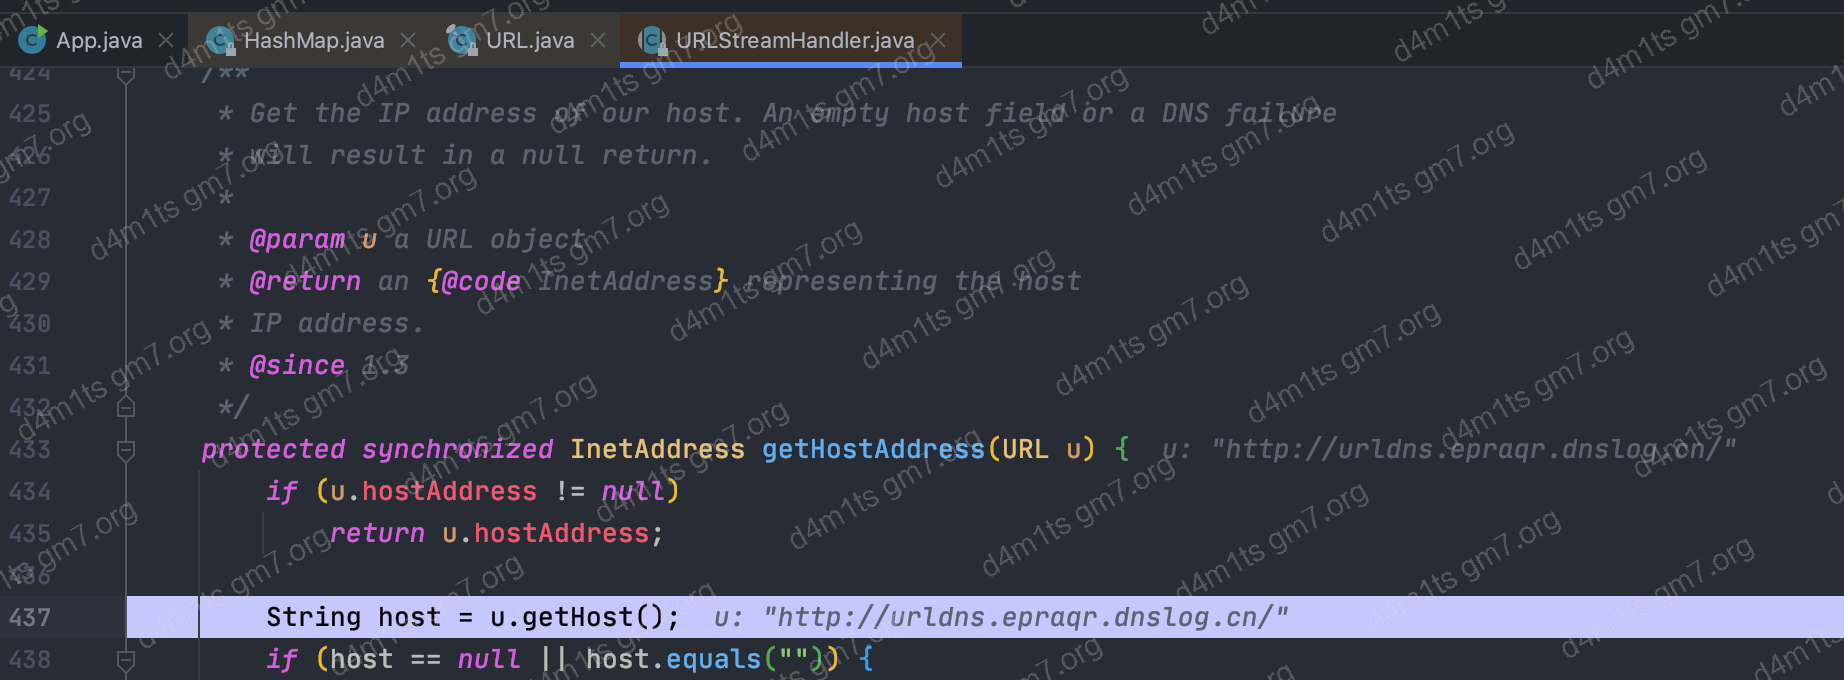 App.java HashMap.java URL.java URLStreamHandler.java
424 /**
425 * Get the IP address of our host. An empty host field or a DNS failure
426 * will result in a null return.
427 *
428 * @param u a URL object
429 * @return an {@code InetAddress} representing the host
430 * IP address.
431 * @since 1.3
432 */
433 protected synchronized InetAddress getHostAddress(URL u) { u: "http://urldns.epraqr.dnslog.cn/"
434 if (u.hostAddress != null)
435 return u.hostAddress;
436
437 String host = u.getHost(); u: "http://urldns.epraqr.dnslog.cn/"
438 if (host == null || host.equals("")) {
d4m1ts gm7.org